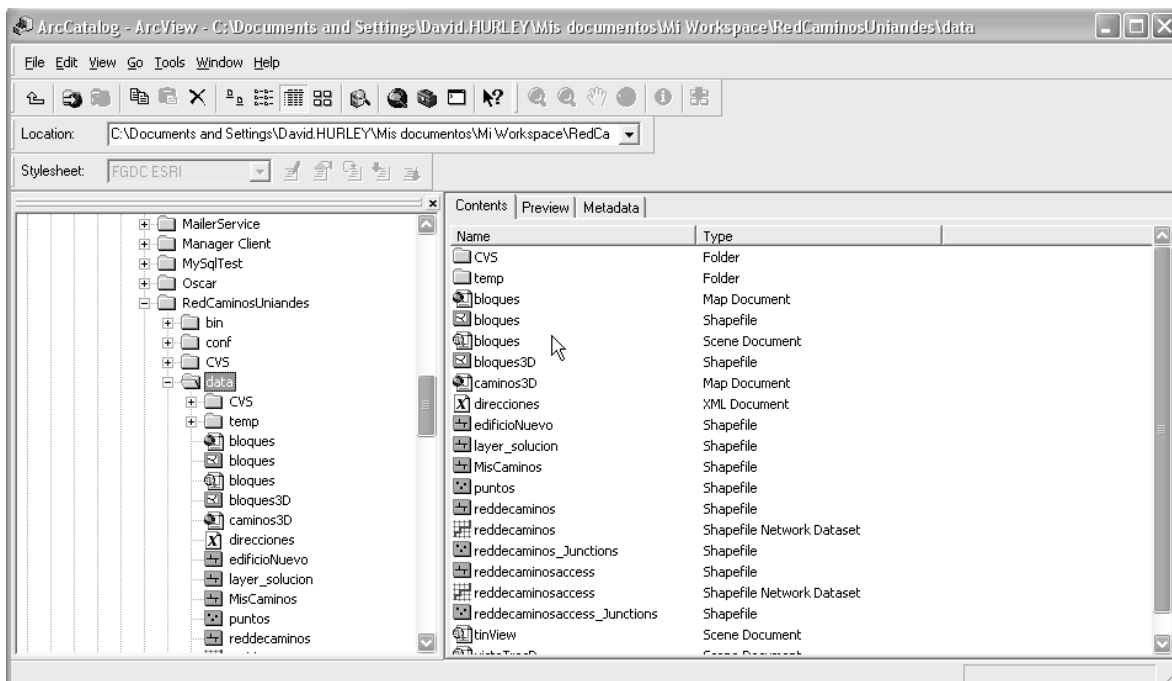 ArcCatalog - ArcView - C:\Documents and Settings\David.HURLEY\Mis documentos\Mi Workspace\RedCaminosUniandes\data
File Edit View Go Tools Window Help
Location: C:\Documents and Settings\David.HURLEY\Mis documentos\Mi Workspace\RedCa
Stylesheet: FGDC ESRI
MailerService
Manager Client
MySqlTest
Oscar
RedCaminosUniandes
bin
conf
CVS
data
CVS
temp
bloques
bloques
bloques
bloques3D
caminos3D
direcciones
edificioNuevo
layer_solucion
MisCaminos
puntos
reddecaminos
Contents Preview Metadata
Name Type
CVS Folder
temp Folder
bloques Map Document
bloques Shapefile
bloques Scene Document
bloques3D Shapefile
caminos3D Map Document
direcciones XML Document
edificioNuevo Shapefile
layer_solucion Shapefile
MisCaminos Shapefile
puntos Shapefile
reddecaminos Shapefile
reddecaminos Shapefile Network Dataset
reddecaminos_Junctions Shapefile
reddecaminosaccess Shapefile
reddecaminosaccess Shapefile Network Dataset
reddecaminosaccess_Junctions Shapefile
tinView Scene Document